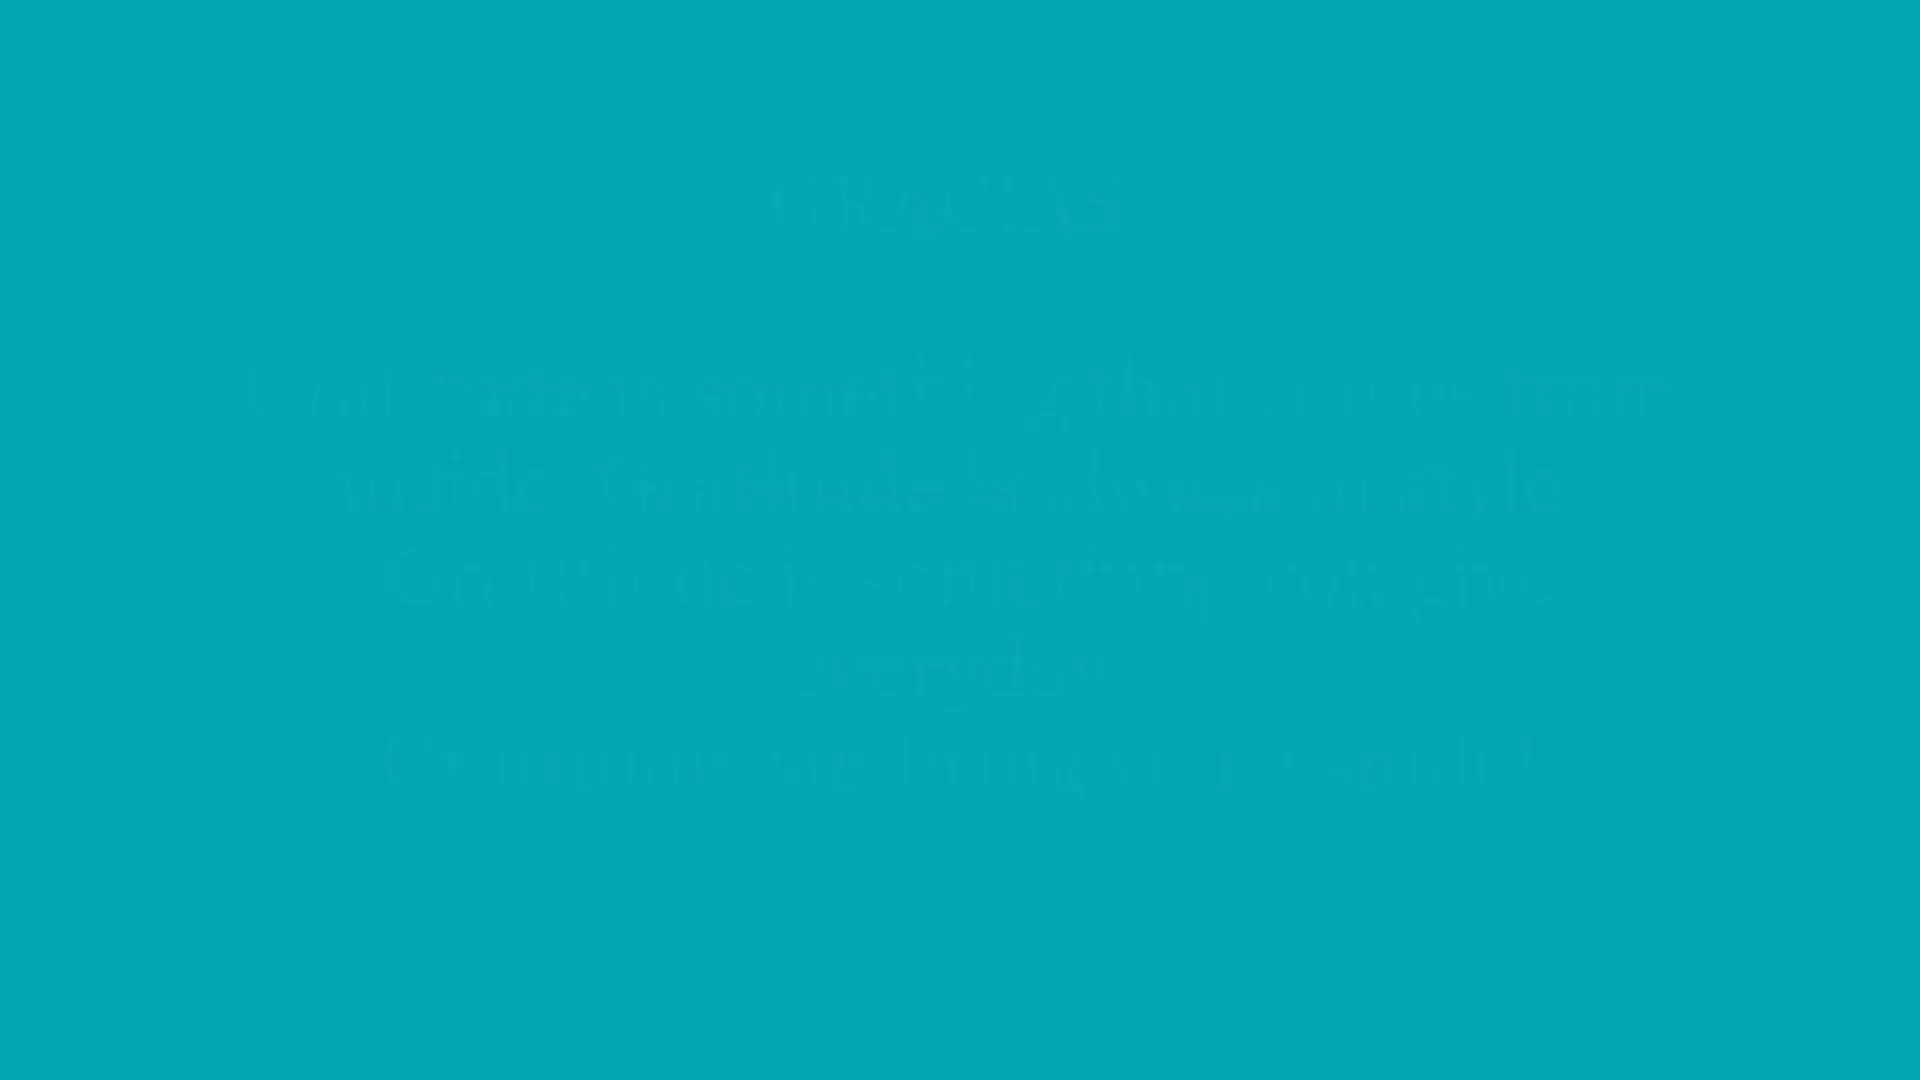 GRACIAS!
Gratitude is something that comes from
inside. Gratitude is always in style.
Gratitude is something you give
everyday.
Gratitude can bring you a smile!